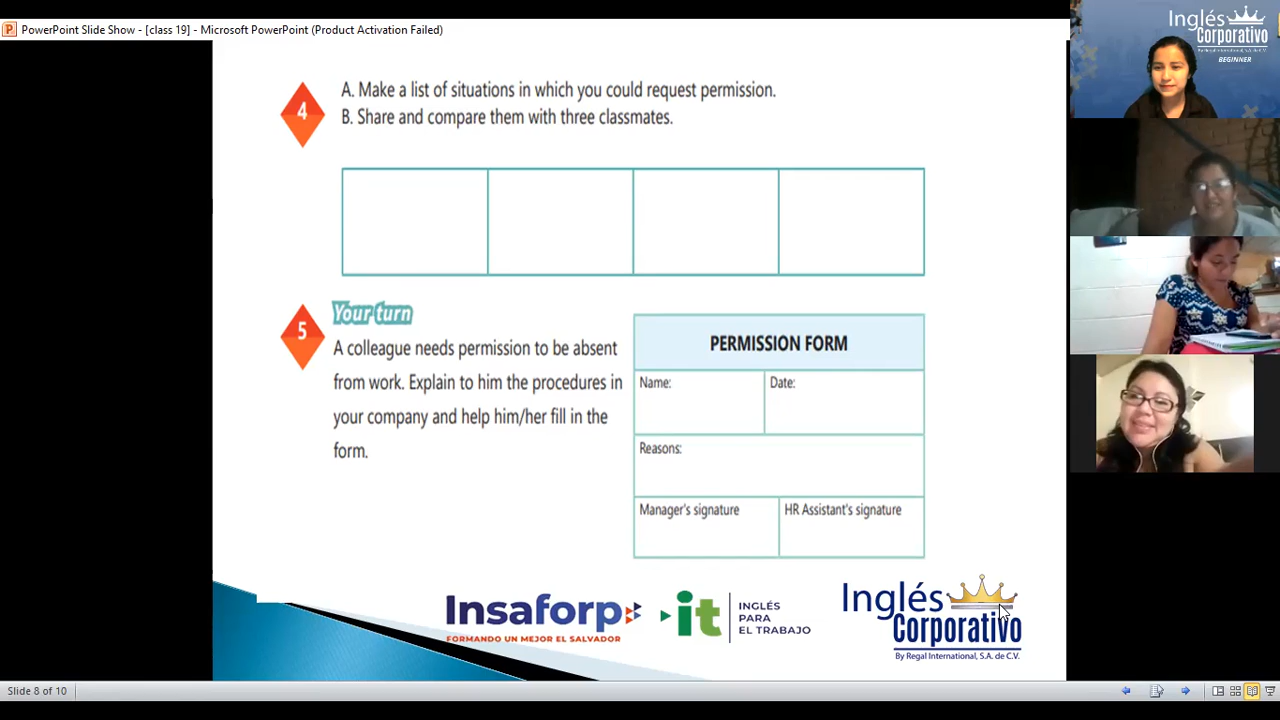 PowerPoint Slide Show - [class 19] - Microsoft PowerPoint (Product Activation Failed)
Inglés
Corporativo
By Regal International, S.A. de C.V.
BEGINNER
4
A. Make a list of situations in which you could request permission.
B. Share and compare them with three classmates.
5
Your turn
A colleague needs permission to be absent
from work. Explain to him the procedures in
your company and help him/her fill in the
form.
PERMISSION FORM
Name:
Date:
Reasons:
Manager's signature
HR Assistant's signature
Insaforp
FORMANDO UN MEJOR EL SALVADOR
it
INGLÉS
PARA
EL TRABAJO
Inglés
Corporativo
By Regal International, S.A. de C.V.
Slide 8 of 10